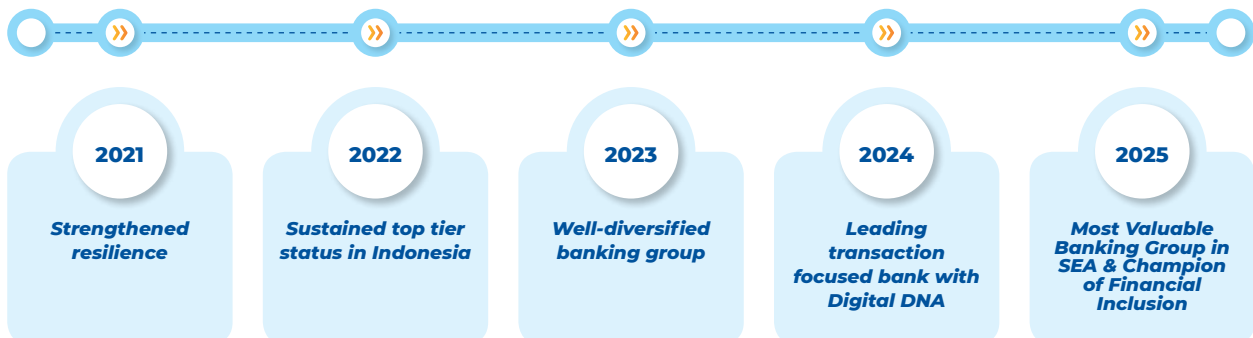 2021
Strengthened
resilience
2022
Sustained top tier
status in Indonesia
2023
Well-diversified
banking group
2024
Leading
transaction
focused bank with
Digital DNA
2025
Most Valuable
Banking Group in
SEA & Champion
of Financial
Inclusion